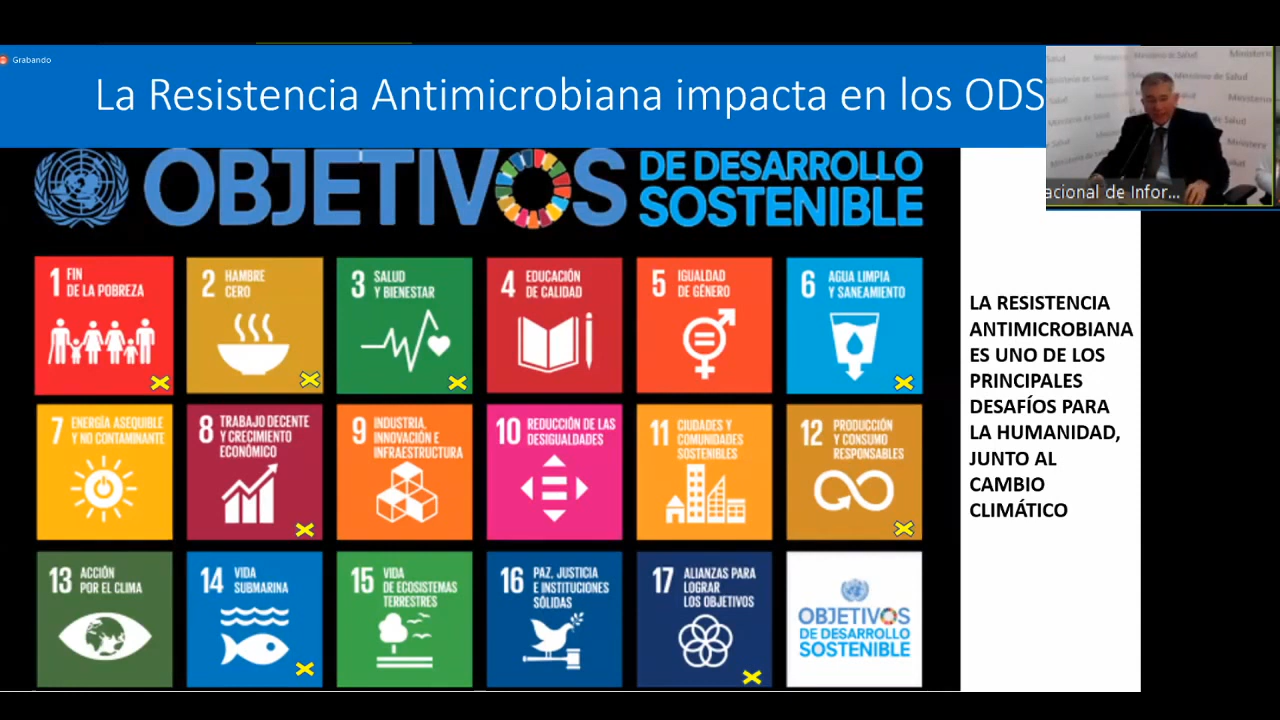 Grabando
La Resistencia Antimicrobiana impacta en los ODS
OBJETIVOS
DE DESARROLLO
SOSTENIBLE
1 FIN
DE LA POBREZA
2 HAMBRE
CERO
3 SALUD
Y BIENESTAR
4 EDUCACIÓN
DE CALIDAD
5 IGUALDAD
DE GÉNERO
6 AGUA LIMPIA
Y SANEAMIENTO
7 ENERGÍA ASEQUIBLE
Y NO CONTAMINANTE
8 TRABAJO DECENTE
Y CRECIMIENTO
ECONÓMICO
9 INDUSTRIA,
INNOVACIÓN E
INFRAESTRUCTURA
10 REDUCCIÓN DE LAS
DESIGUALDADES
11 CIUDADES Y
COMUNIDADES
SOSTENIBLES
12 PRODUCCIÓN
Y CONSUMO
RESPONSABLES
13 ACCIÓN
POR EL CLIMA
14 VIDA
SUBMARINA
15 VIDA
DE ECOSISTEMAS
TERRESTRES
16 PAZ, JUSTICIA
E INSTITUCIONES
SÓLIDAS
17 ALIANZAS PARA
LOGRAR
LOS OBJETIVOS
OBJETIVOS
DE DESARROLLO
SOSTENIBLE
LA RESISTENCIA
ANTIMICROBIANA
ES UNO DE LOS
PRINCIPALES
DESAFÍOS PARA
LA HUMANIDAD,
JUNTO AL
CAMBIO
CLIMÁTICO
Ministerio de Salud
acional de Infor...